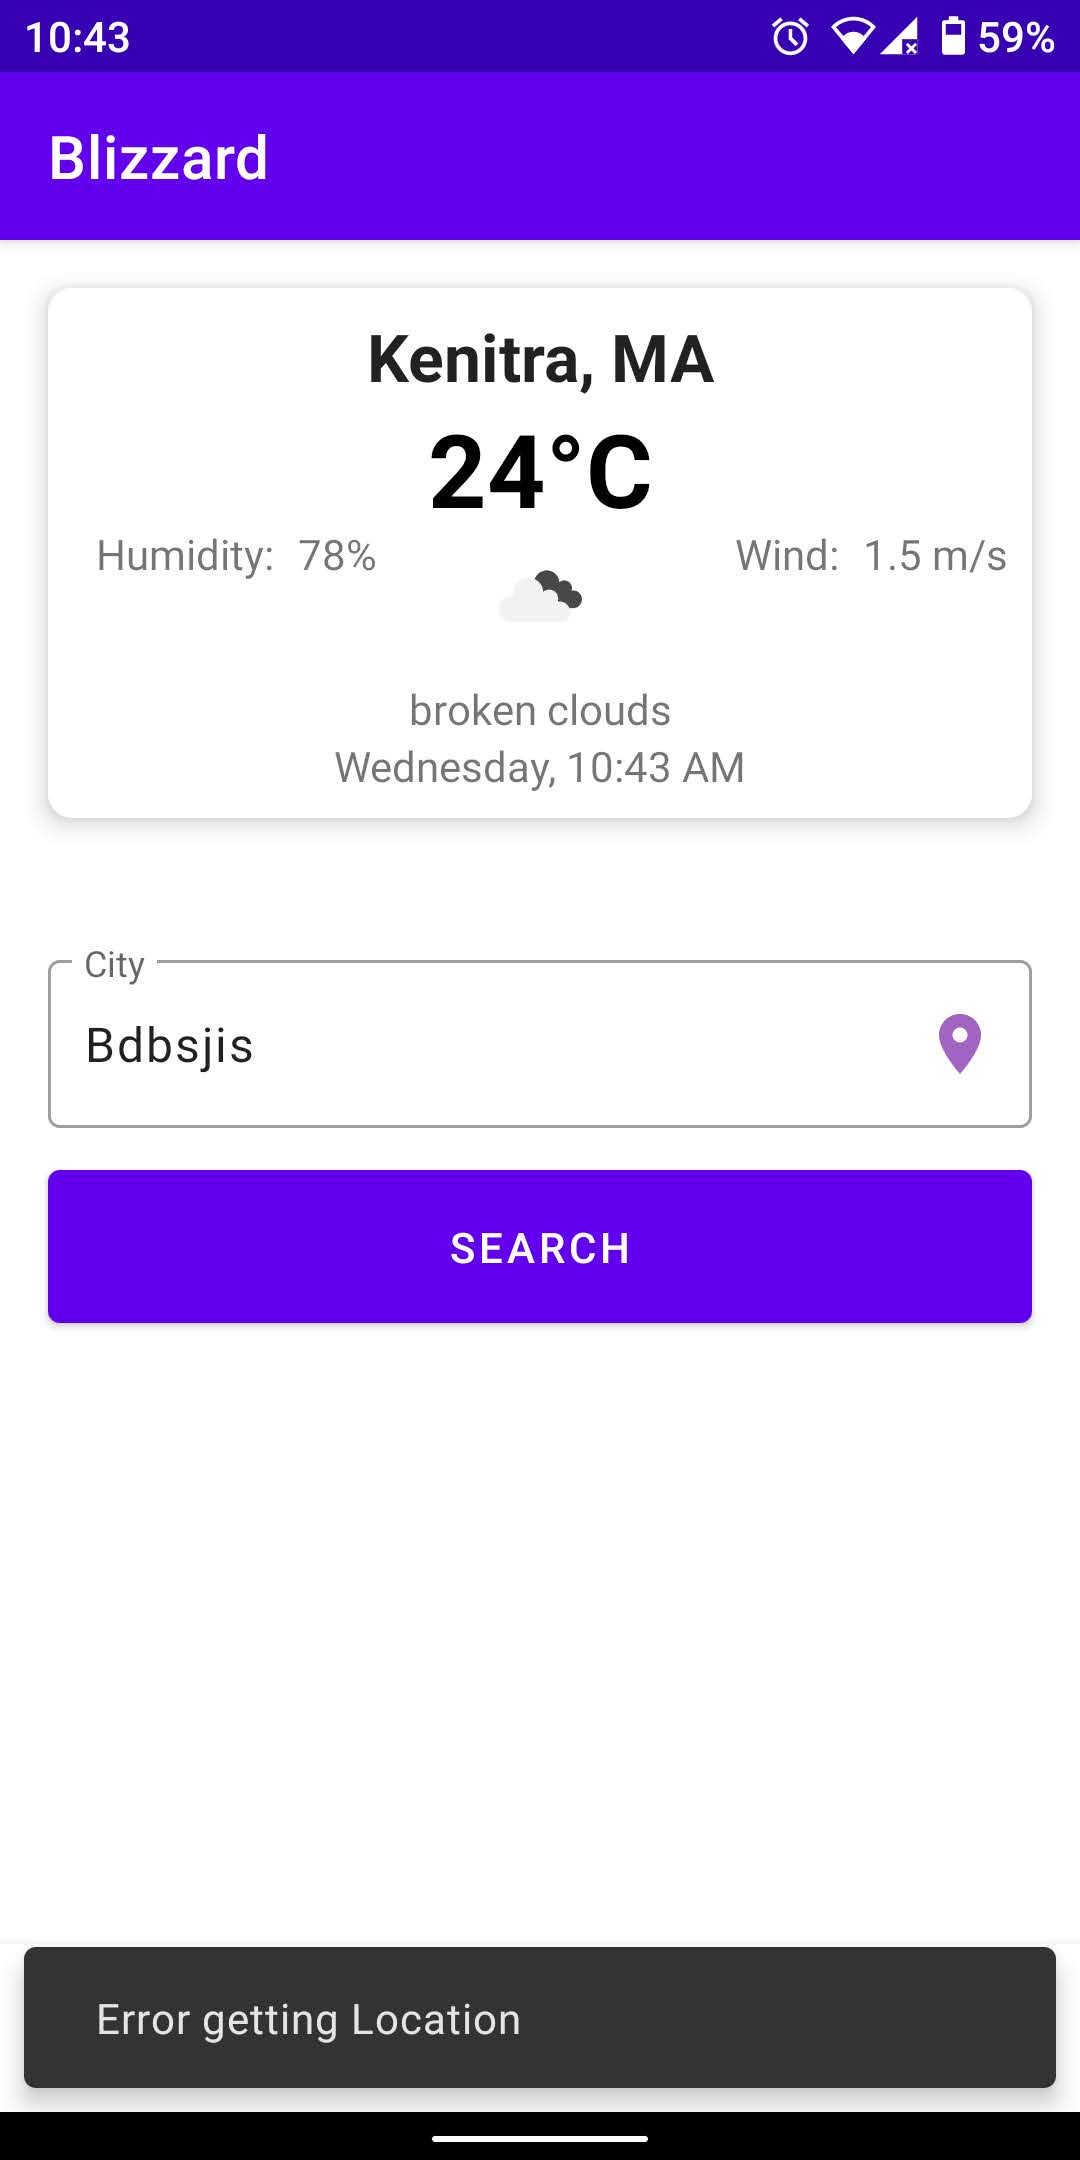 10:43 59%
Blizzard
Kenitra, MA
24°C
Humidity: 78% Wind: 1.5 m/s
broken clouds
Wednesday, 10:43 AM
City
Bdbsjis
SEARCH
Error getting Location